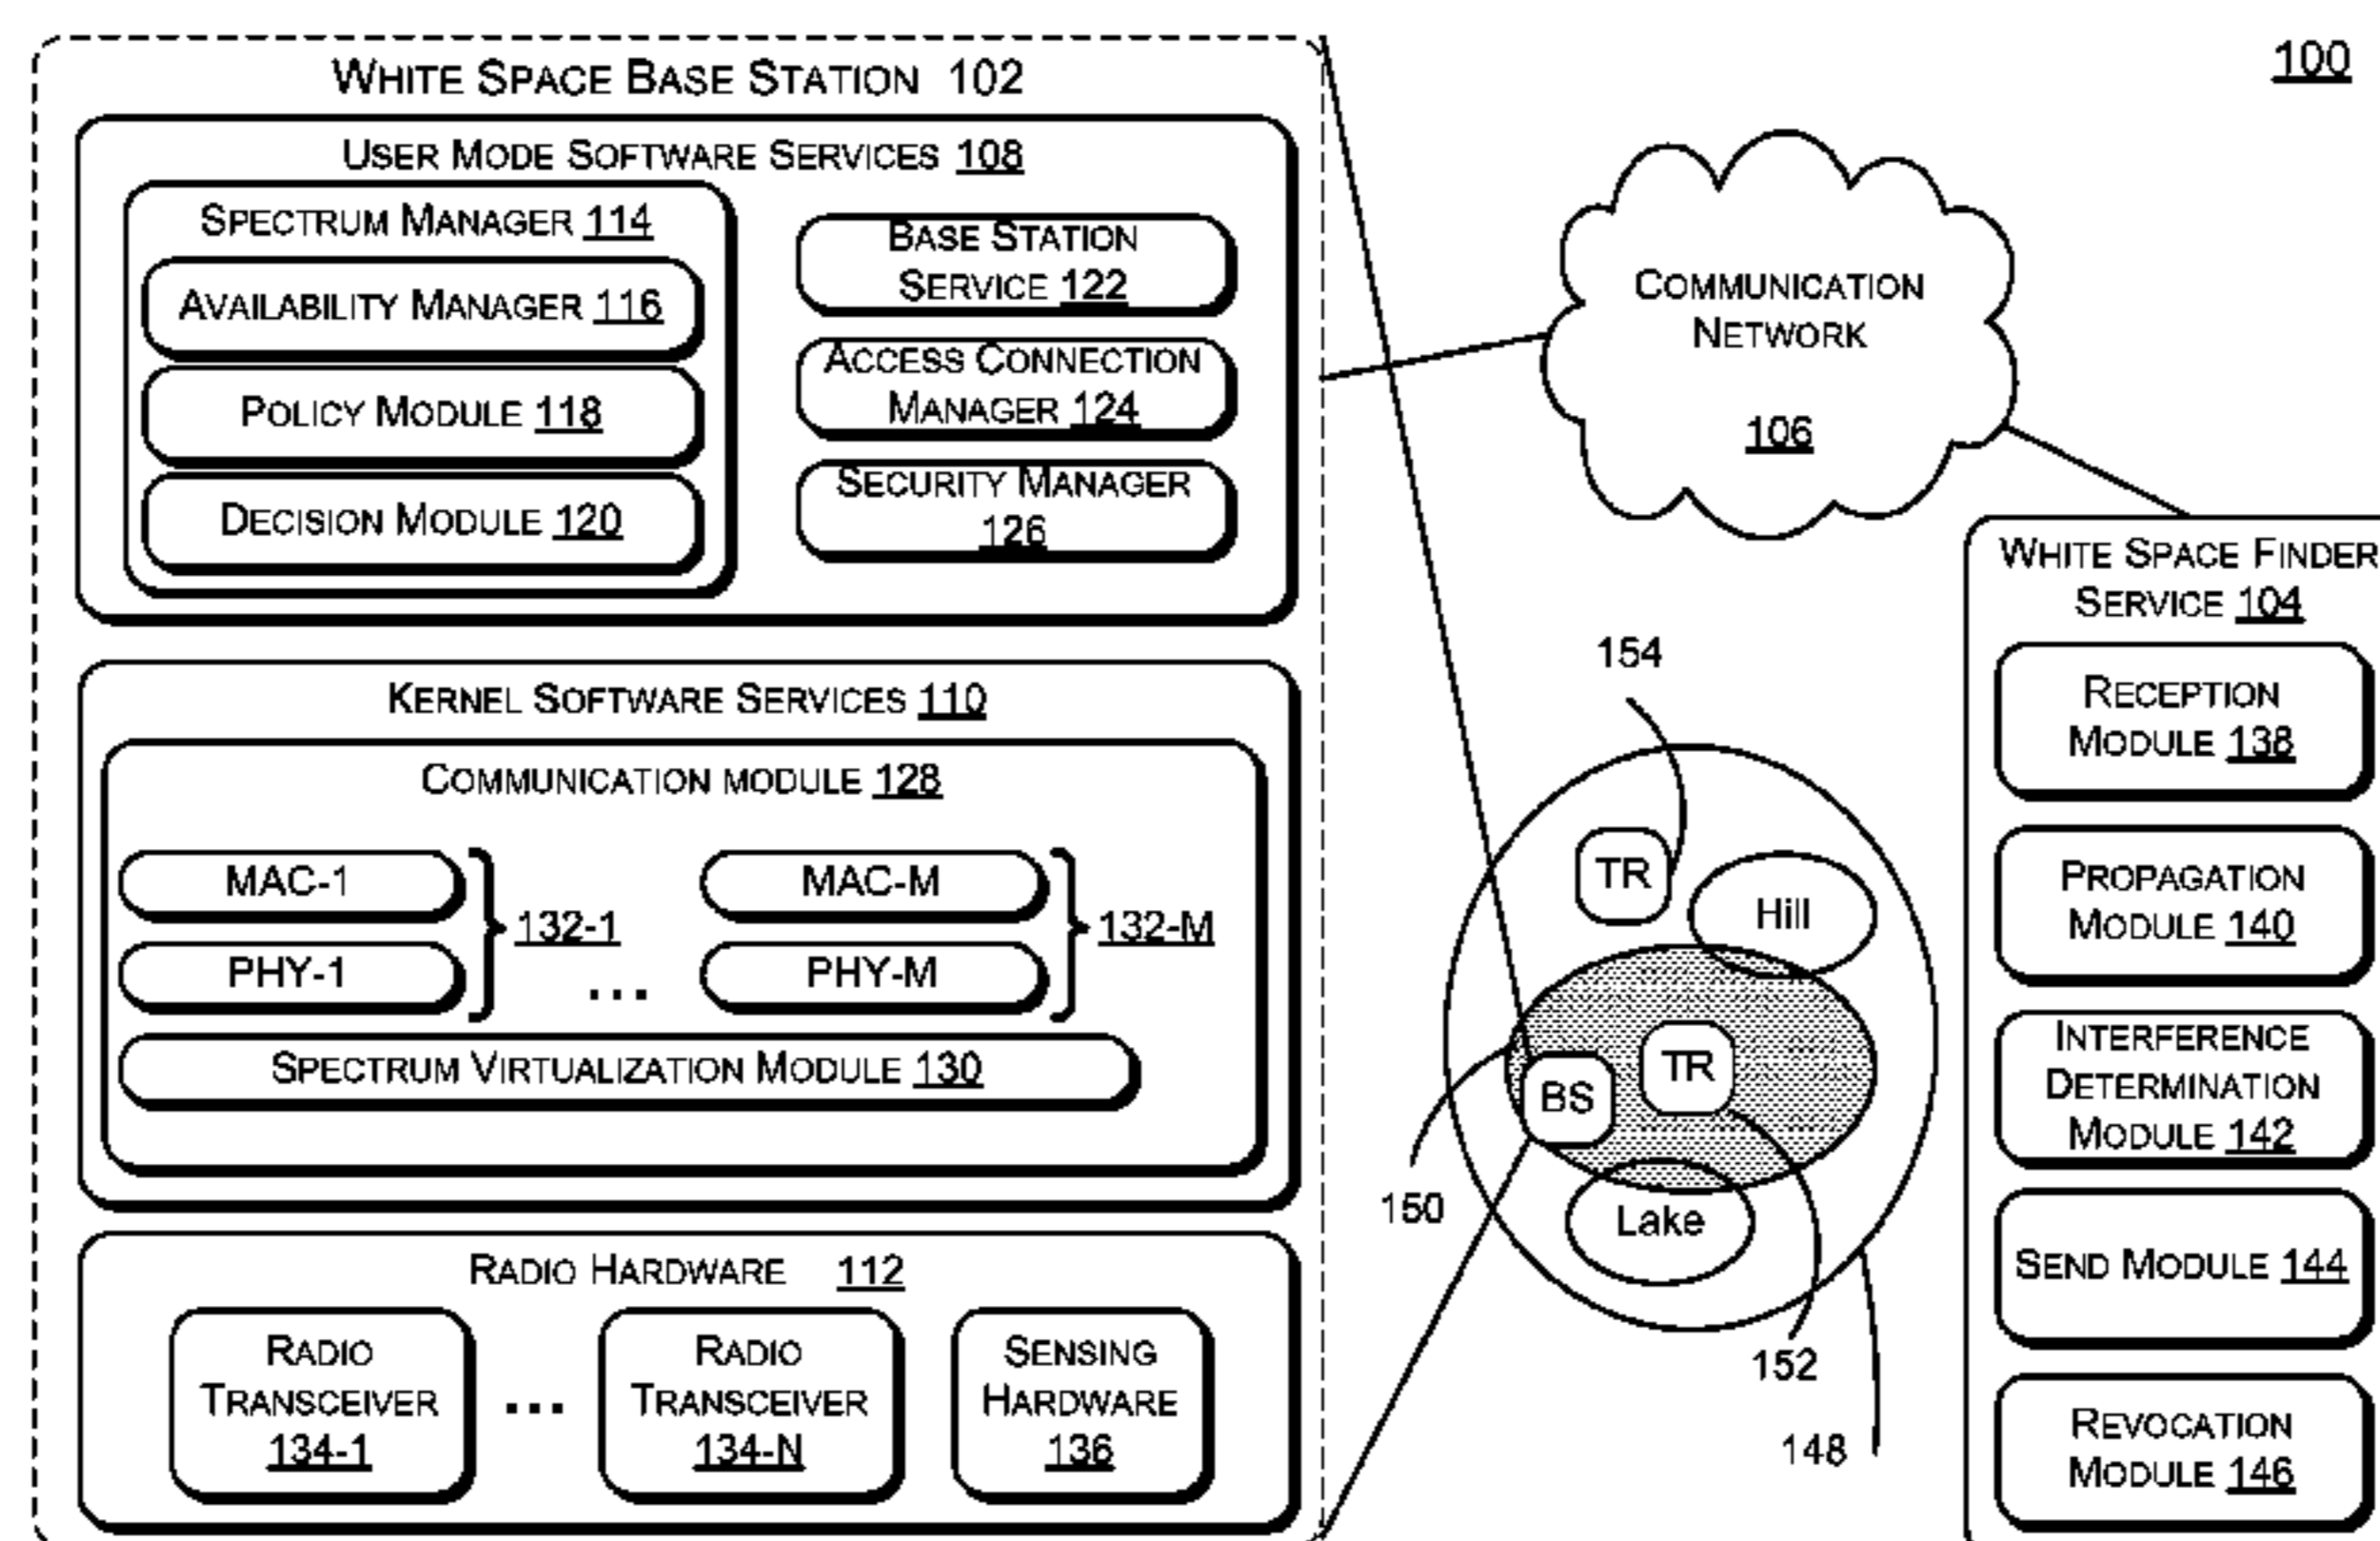 100
WHITE SPACE BASE STATION 102
USER MODE SOFTWARE SERVICES 108
SPECTRUM MANAGER 114
AVAILABILITY MANAGER 116
POLICY MODULE 118
DECISION MODULE 120
BASE STATION
SERVICE 122
ACCESS CONNECTION
MANAGER 124
SECURITY MANAGER
126
KERNEL SOFTWARE SERVICES 110
COMMUNICATION MODULE 128
MAC-1
PHY-1
132-1
...
MAC-M
PHY-M
132-M
SPECTRUM VIRTUALIZATION MODULE 130
RADIO HARDWARE 112
RADIO
TRANSCEIVER
134-1
...
RADIO
TRANSCEIVER
134-N
SENSING
HARDWARE
136
COMMUNICATION
NETWORK
106
154
TR
Hill
TR
BS
150
Lake
152
148
WHITE SPACE FINDER
SERVICE 104
RECEPTION
MODULE 138
PROPAGATION
MODULE 140
INTERFERENCE
DETERMINATION
MODULE 142
SEND MODULE 144
REVOCATION
MODULE 146